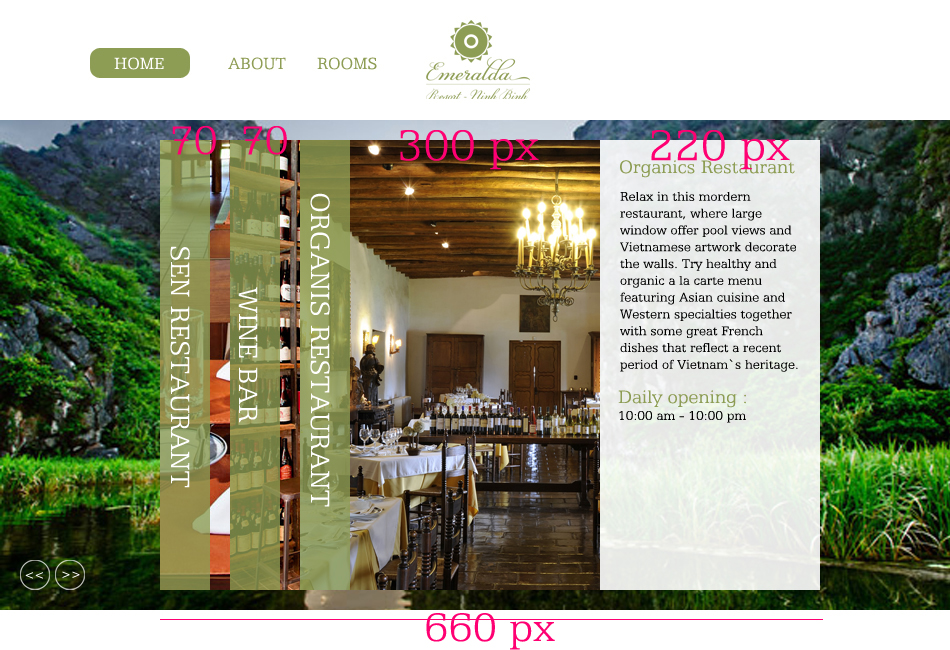 HOME
ABOUT
ROOMS
Emeralda
Resort - Ninh Binh
70
70
300 px
220 px
SEN RESTAURANT
WINE BAR
ORGANIS RESTAURANT
Organics Restaurant
Relax in this mordern
restaurant, where large
window offer pool views and
Vietnamese artwork decorate
the walls. Try healthy and
organic a la carte menu
featuring Asian cuisine and
Western specialties together
with some great French
dishes that reflect a recent
period of Vietnam`s heritage.
Daily opening :
10:00 am - 10:00 pm
<< >>
660 px